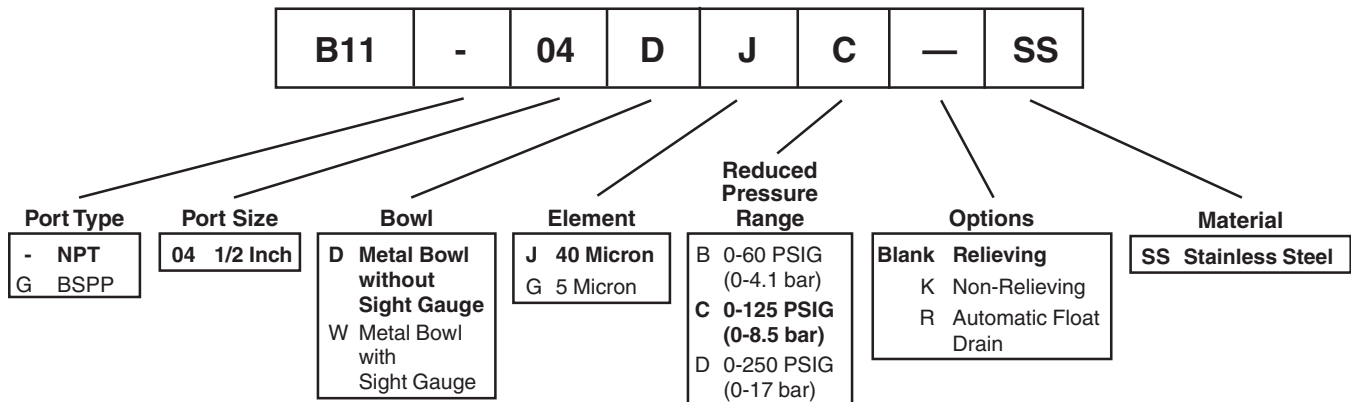 B11 - 04 D J C — SS
Port Type
- NPT
G BSPP
Port Size
04 1/2 Inch
Bowl
D Metal Bowl
without
Sight Gauge
W Metal Bowl
with
Sight Gauge
Element
J 40 Micron
G 5 Micron
Reduced
Pressure
Range
B 0-60 PSIG
(0-4.1 bar)
C 0-125 PSIG
(0-8.5 bar)
D 0-250 PSIG
(0-17 bar)
Options
Blank Relieving
K Non-Relieving
R Automatic Float
Drain
Material
SS Stainless Steel